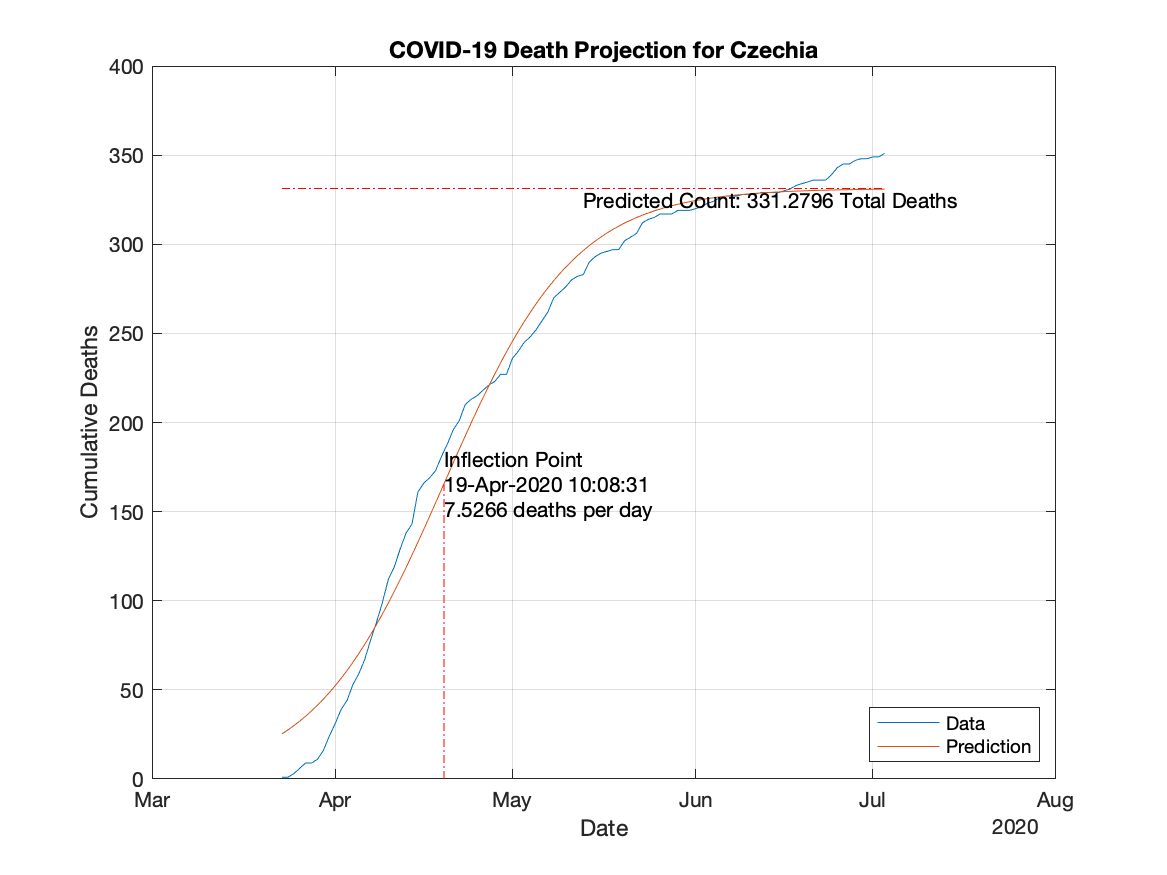 COVID-19 Death Projection for Czechia
400
350
300
250
200
150
100
50
0
Cumulative Deaths
Predicted Count: 331.2796 Total Deaths
Inflection Point
19-Apr-2020 10:08:31
7.5266 deaths per day
Data
Prediction
Mar Apr May Jun Jul Aug
Date
2020